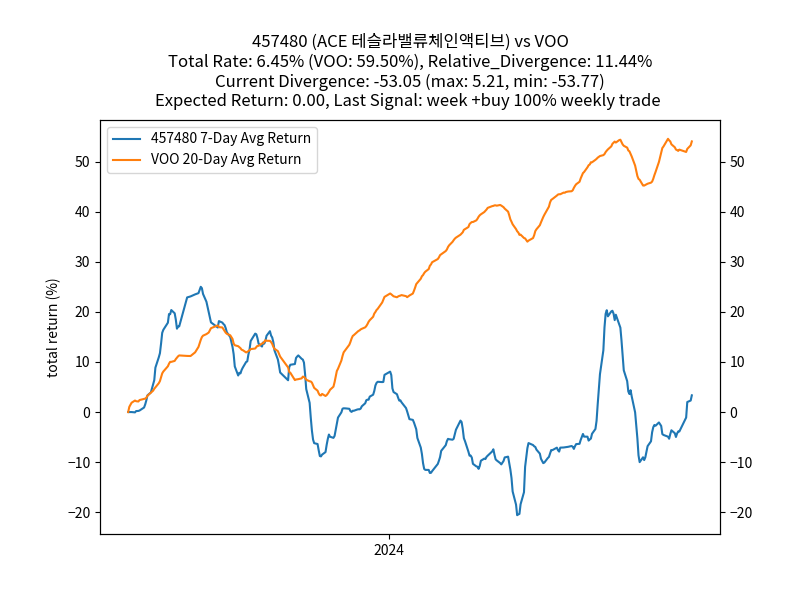 457480 (ACE 테슬라밸류체인액티브) vs VOO
Total Rate: 6.45% (VOO: 59.50%), Relative_Divergence: 11.44%
Current Divergence: -53.05 (max: 5.21, min: -53.77)
Expected Return: 0.00, Last Signal: week +buy 100% weekly trade
457480 7-Day Avg Return
VOO 20-Day Avg Return
50 50
40 40
30 30
20 20
10 10
0 0
−10 −10
−20 −20
total return (%)
2024